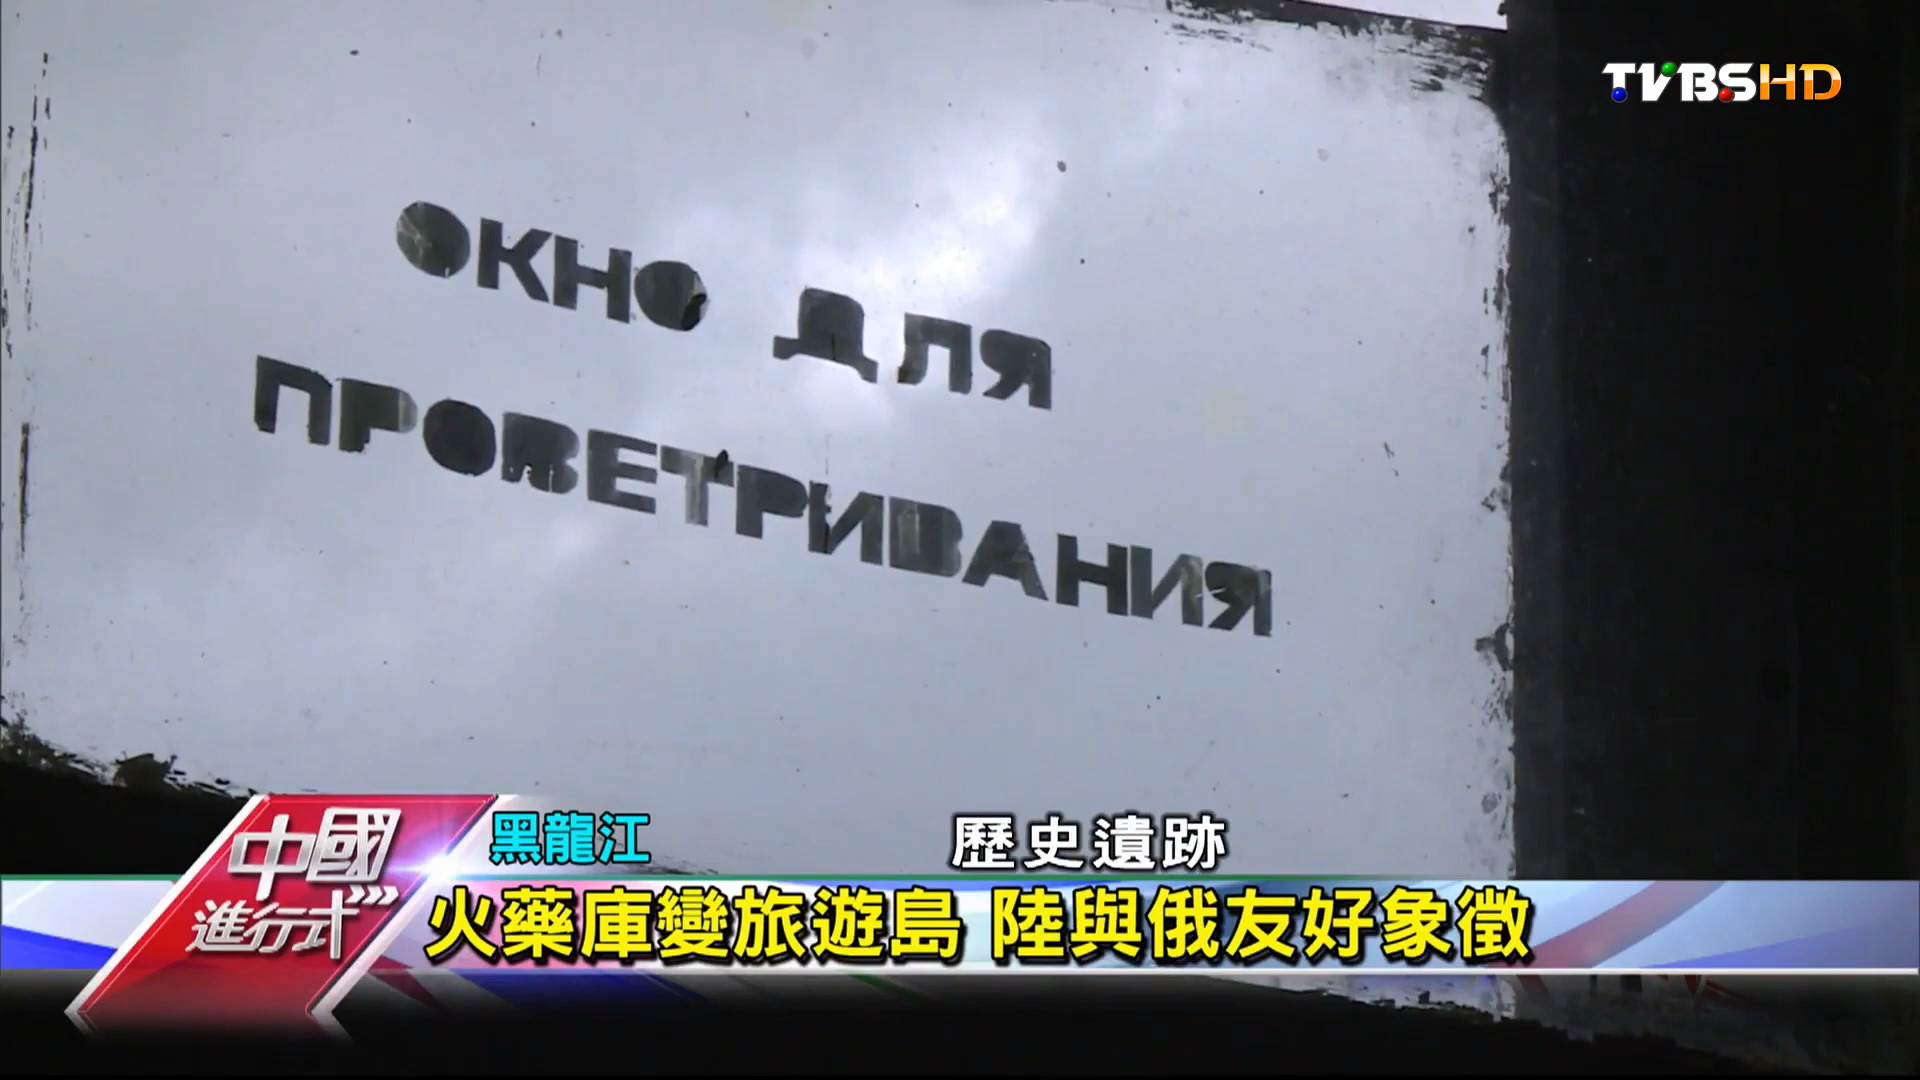 TVBSHD
ОКНО ДЛЯ
ПРОВЕТРИВАНИЯ
中國
進行式
黑龍江
歷史遺跡
火藥庫變旅遊島 陸與俄友好象徵